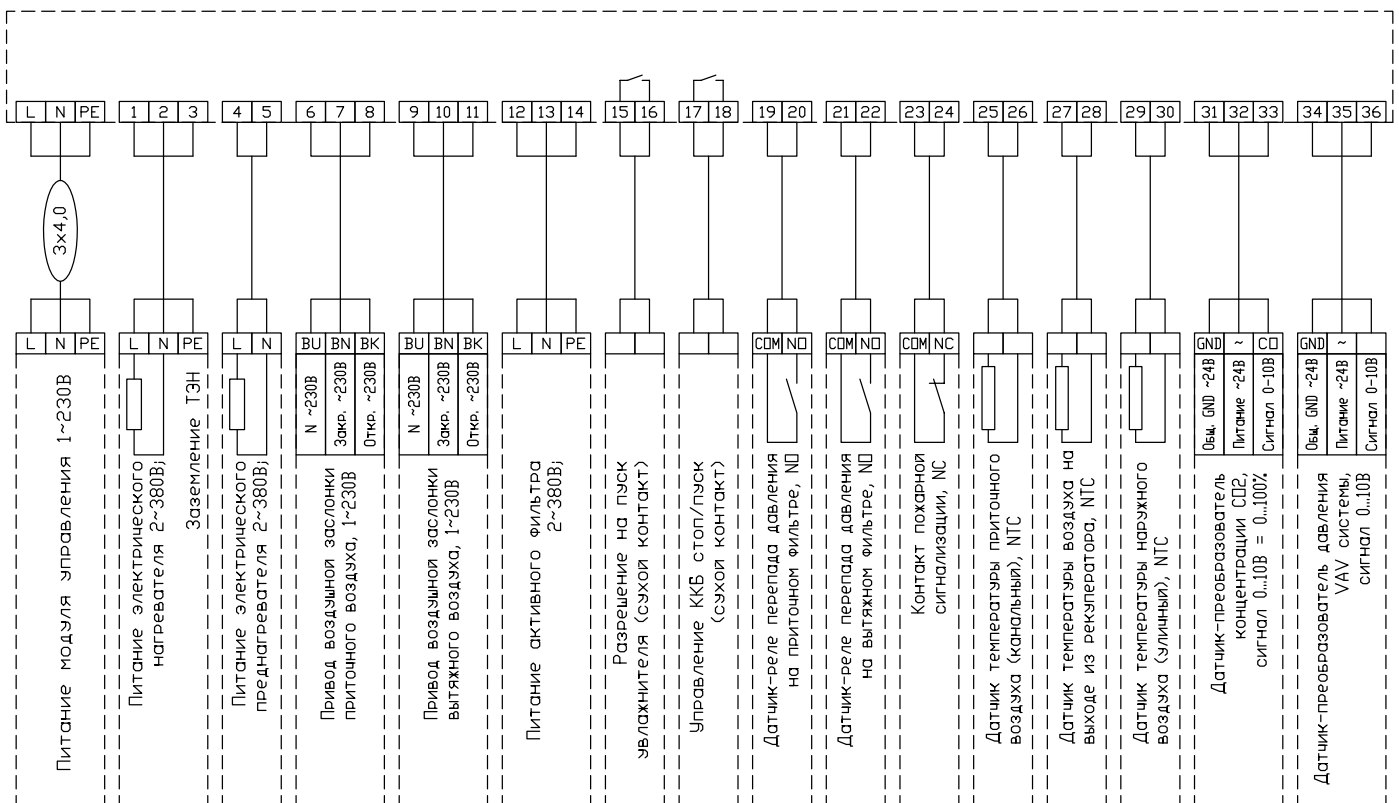 L N PE 1 2 3 4 5 6 7 8 9 10 11 12 13 14 15 16 17 18 19 20 21 22 23 24 25 26 27 28 29 30 31 32 33 34 35 36
3x4,0
L N PE
Питание модуля управления 1~230В
L N PE
Питание электрического
нагревателя 2~380В;
Заземление ТЭН
L N
Питание электрического
преднагревателя 2~380В;
BU BN BK
N ~230В
Закр. ~230В
Откр. ~230В
Привод воздушной заслонки
приточного воздуха, 1~230В
BU BN BK
N ~230В
Закр. ~230В
Откр. ~230В
Привод воздушной заслонки
вытяжного воздуха, 1~230В
L N PE
Питание активного фильтра
2~380В;
Разрешение на пуск
увлажнителя (сухой контакт)
Управление ККБ стоп/пуск
(сухой контакт)
COM NO
Датчик-реле перепада давления
на приточном фильтре, NO
COM NO
Датчик-реле перепада давления
на вытяжном фильтре, NO
COM NC
Контакт пожарной
сигнализации, NC
Датчик температуры приточного
воздуха (канальный), NTC
Датчик температуры воздуха на
выходе из рекуператора, NTC
Датчик температуры наружного
воздуха (уличный), NTC
GND ~ CO
Общ. GND ~24В
Питание ~24В
Сигнал 0-10В
Датчик-преобразователь
концентрации CO2,
сигнал 0...10В = 0...100%
GND ~
Общ. GND ~24В
Питание ~24В
Сигнал 0-10В
Датчик-преобразователь давления
VAV системы,
сигнал 0...10В